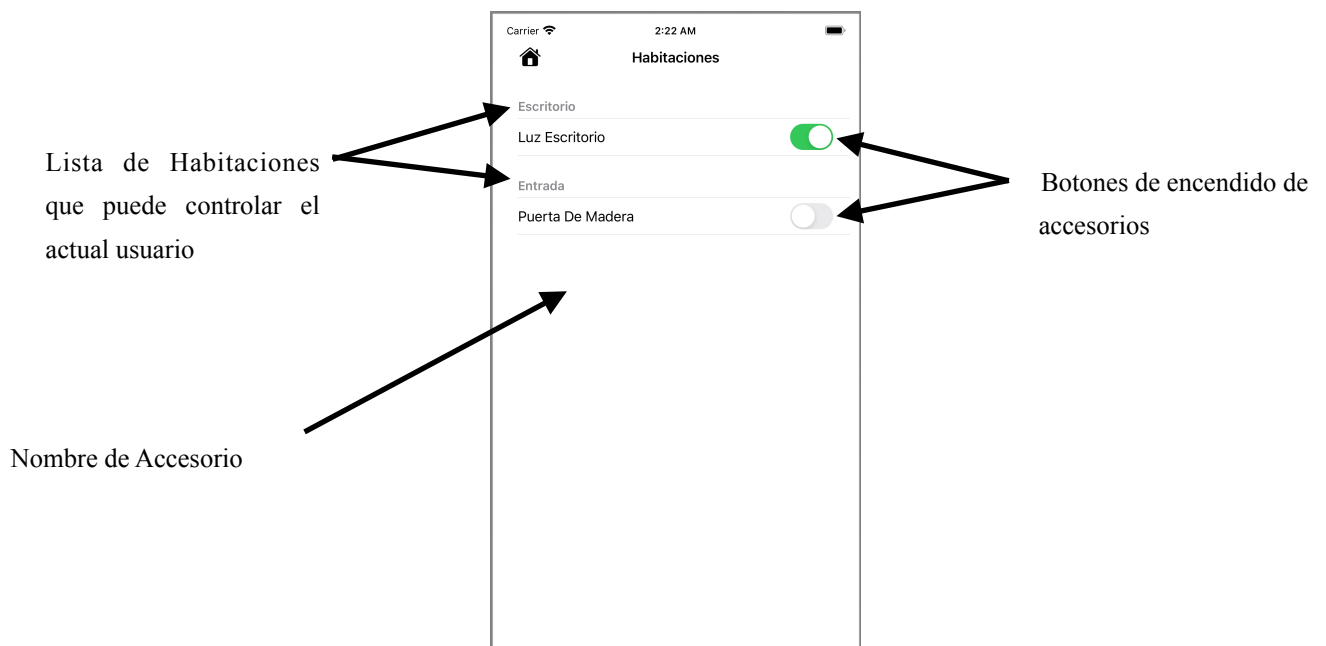 Carrier
2:22 AM
Habitaciones
Escritorio
Luz Escritorio
Entrada
Puerta De Madera
Lista de Habitaciones
que puede controlar el
actual usuario
Botones de encendido de
accesorios
Nombre de Accesorio